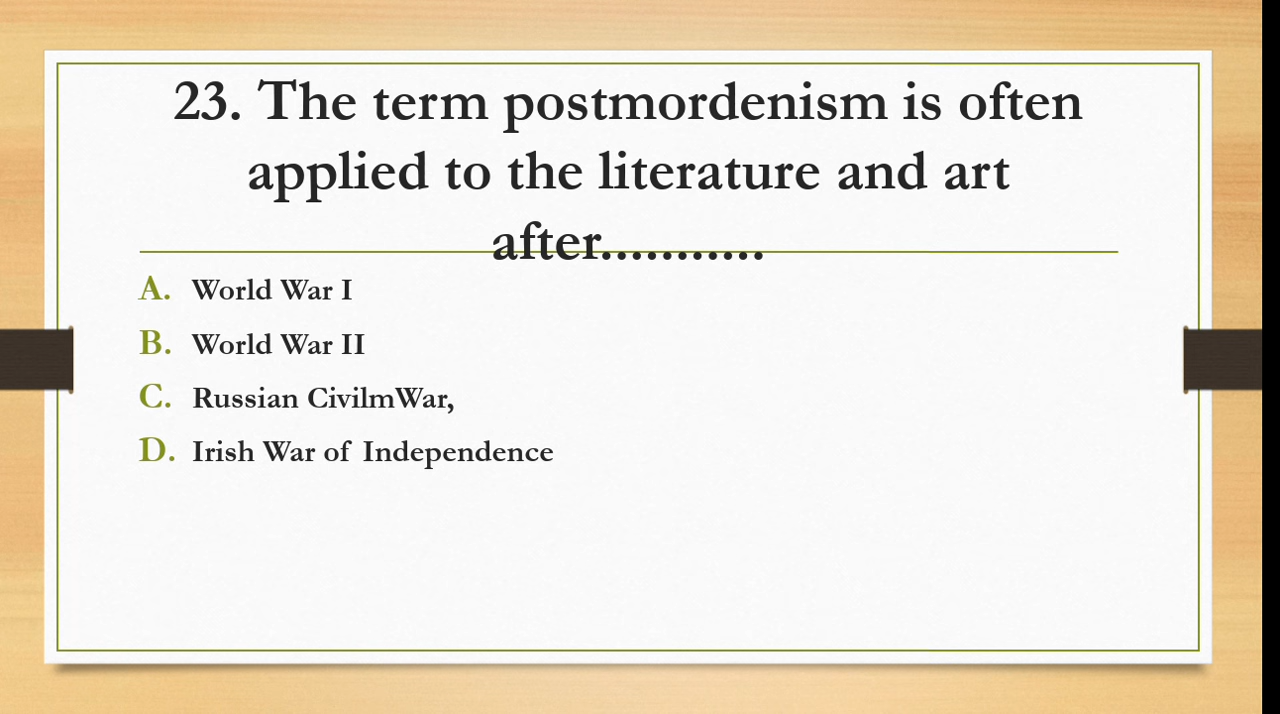 23. The term postmordenism is often
applied to the literature and art
after...........
A. World War I
B. World War II
C. Russian CivilmWar,
D. Irish War of Independence